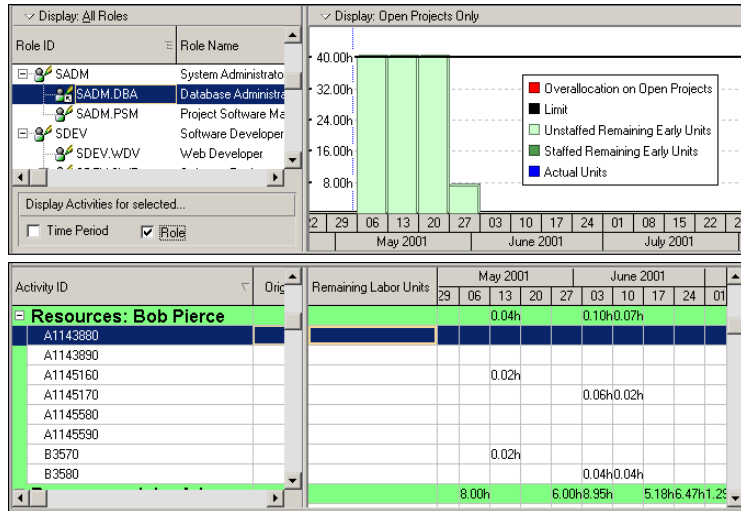 Display: All Roles
Role ID Role Name
SADM System Administrato
SADM.DBA Database Administra
SADM.PSM Project Software Ma
SDEV Software Developer
SDEV.WDV Web Developer
Display Activities for selected...
Time Period Role
Display: Open Projects Only
40.00h
32.00h
24.00h
16.00h
8.00h
Overallocation on Open Projects
Limit
Unstaffed Remaining Early Units
Staffed Remaining Early Units
Actual Units
22 29 06 13 20 27 03 10 17 24 01 08 15 22 2
May 2001 June 2001 July 2001
Activity ID Orig Remaining Labor Units
May 2001 June 2001
29 06 13 20 27 03 10 17 24 01
Resources: Bob Pierce 0.04h 0.10h 0.07h
A1143880
A1143890
A1145160 0.02h
A1145170 0.06h 0.02h
A1145580
A1145590
B3570 0.02h
B3580 0.04h 0.04h
8.00h 6.00h 8.95h 5.18h 6.47h 1.29